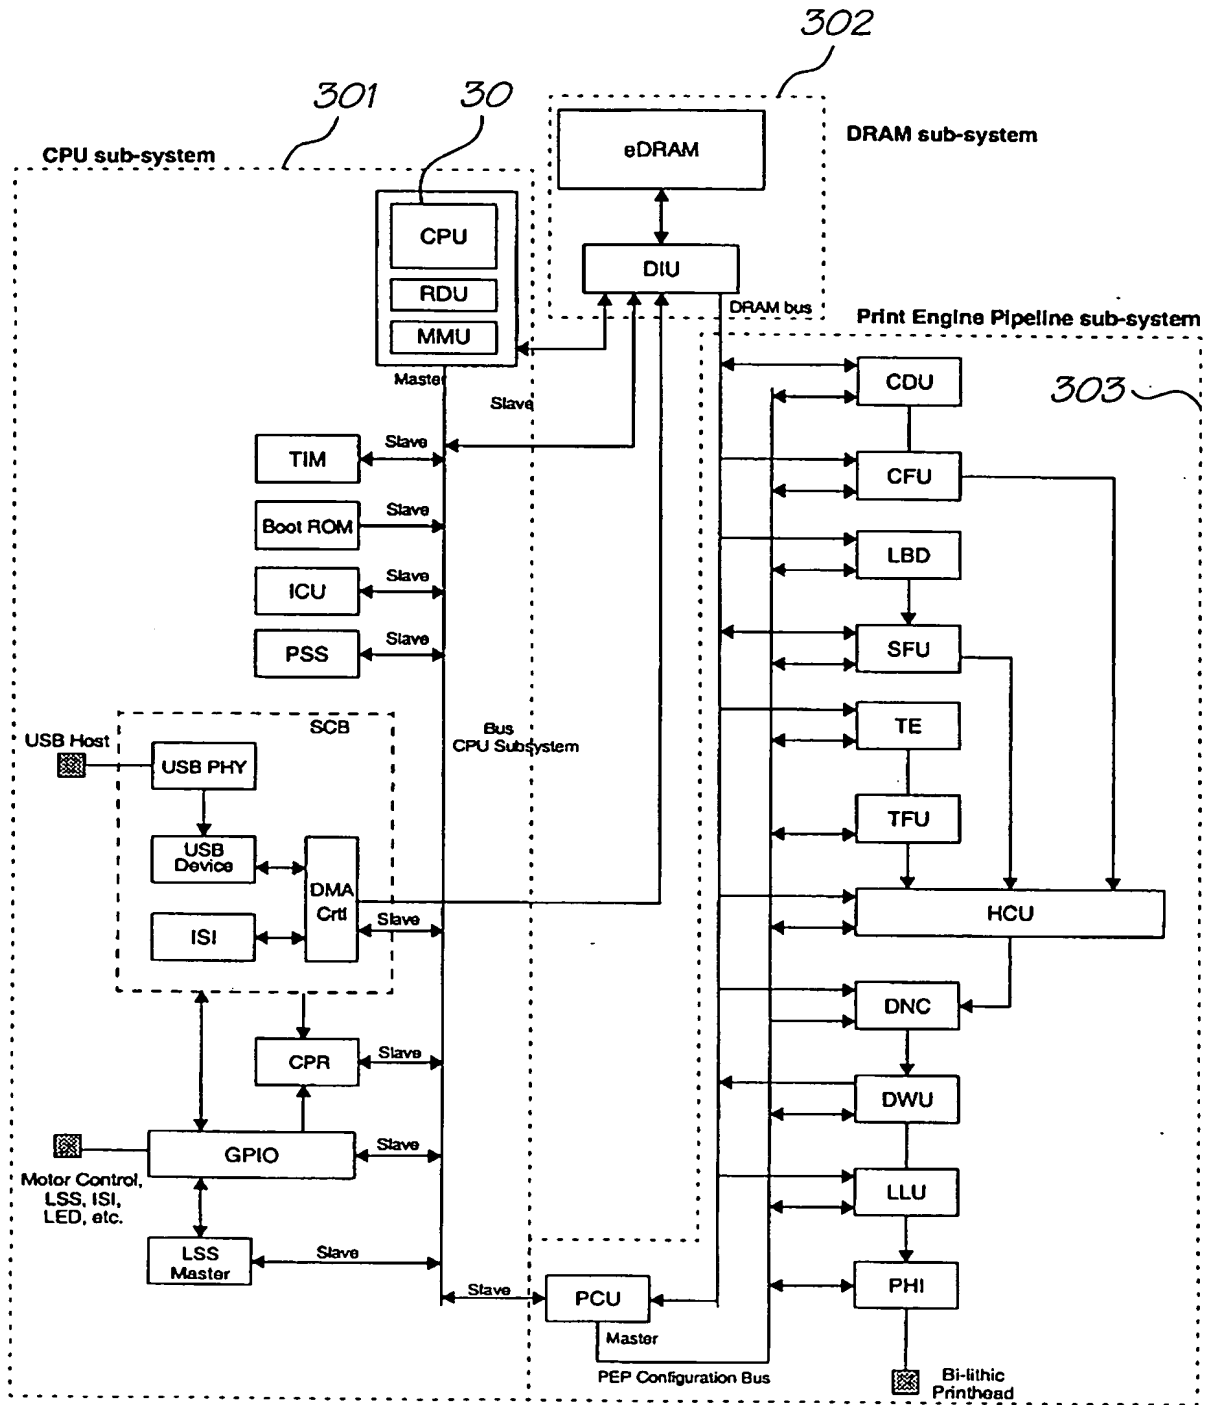 302
301
30
DRAM sub-system
CPU sub-system
eDRAM
CPU
DIU
RDU
DRAM bus
Print Engine Pipeline sub-system
MMU
CDU
303
Master
Slave
TIM
Slave
CFU
Boot ROM
Slave
LBD
ICU
Slave
PSS
Slave
SFU
SCB
Bus
CPU Subsystem
TE
USB Host
USB PHY
TFU
USB
Device
DMA
Crtl
HCU
ISI
Slave
DNC
CPR
Slave
DWU
GPIO
Slave
Motor Control,
LSS, ISI,
LED, etc.
LLU
LSS
Master
Slave
PHI
Slave
PCU
Master
PEP Configuration Bus
Bi-lithic
Printhead